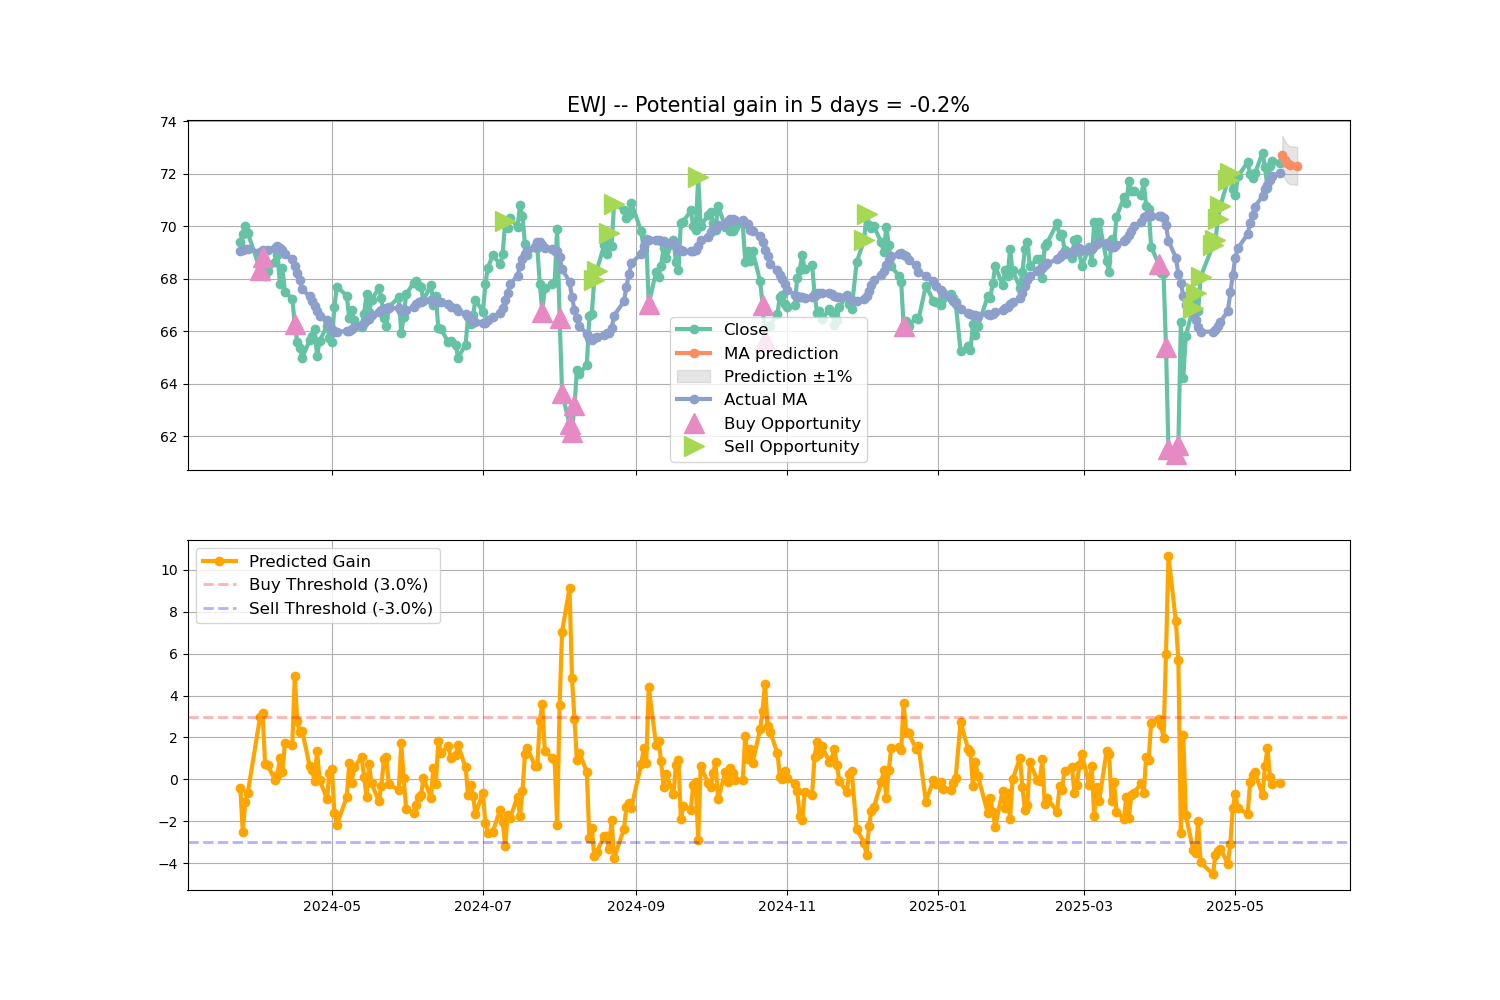 EWJ -- Potential gain in 5 days = -0.2%
74
72
70
68
66
64
62
Close
MA prediction
Prediction ±1%
Actual MA
Buy Opportunity
Sell Opportunity
Predicted Gain
Buy Threshold (3.0%)
Sell Threshold (-3.0%)
10
8
6
4
2
0
−2
−4
2024-05
2024-07
2024-09
2024-11
2025-01
2025-03
2025-05